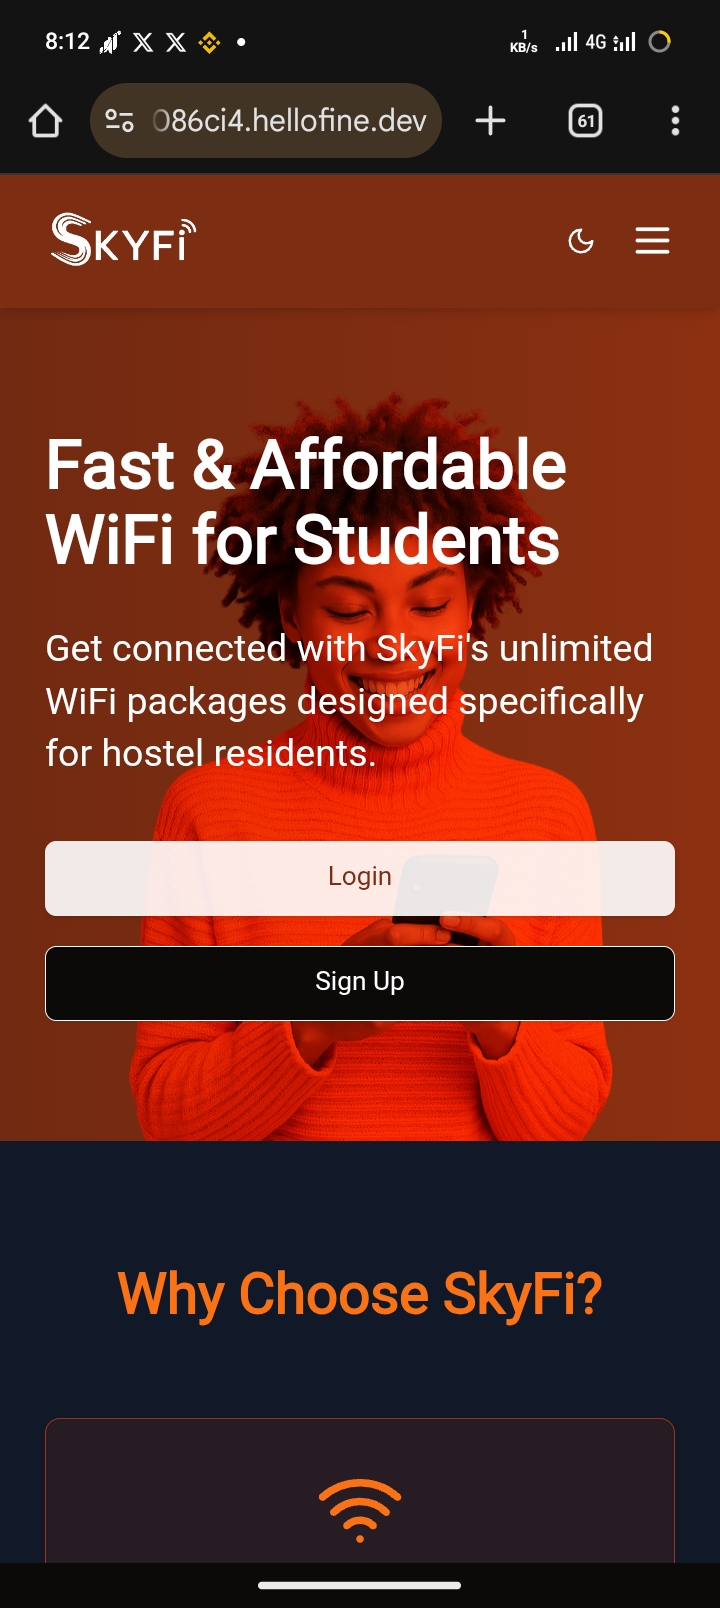 8:12
1
KB/s
4G
086ci4.hellofine.dev
61
SKYFi
Fast & Affordable
WiFi for Students
Get connected with SkyFi's unlimited
WiFi packages designed specifically
for hostel residents.
Login
Sign Up
Why Choose SkyFi?